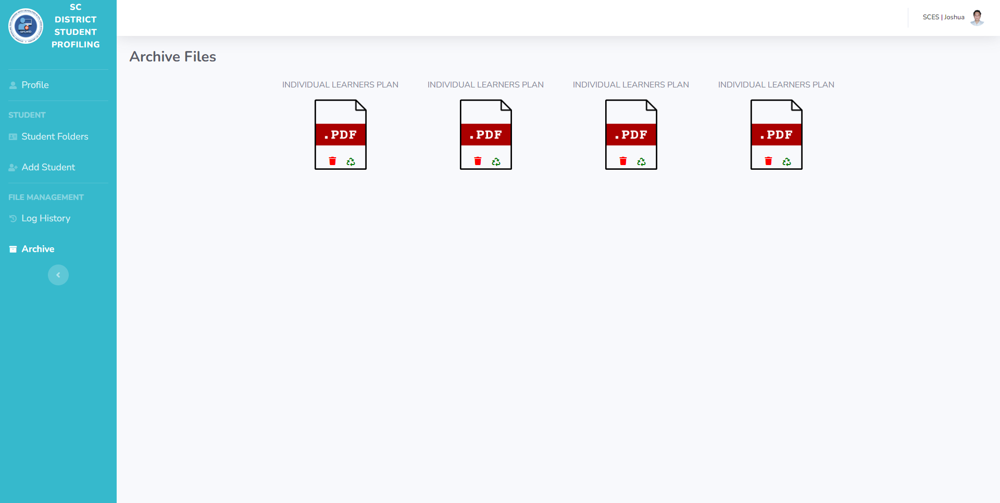 SC
DISTRICT
STUDENT
PROFILING
SPLWD
SCES | Joshua
Profile
STUDENT
Student Folders
Add Student
FILE MANAGEMENT
Log History
Archive
Archive Files
INDIVIDUAL LEARNERS PLAN
.PDF
INDIVIDUAL LEARNERS PLAN
.PDF
INDIVIDUAL LEARNERS PLAN
.PDF
INDIVIDUAL LEARNERS PLAN
.PDF